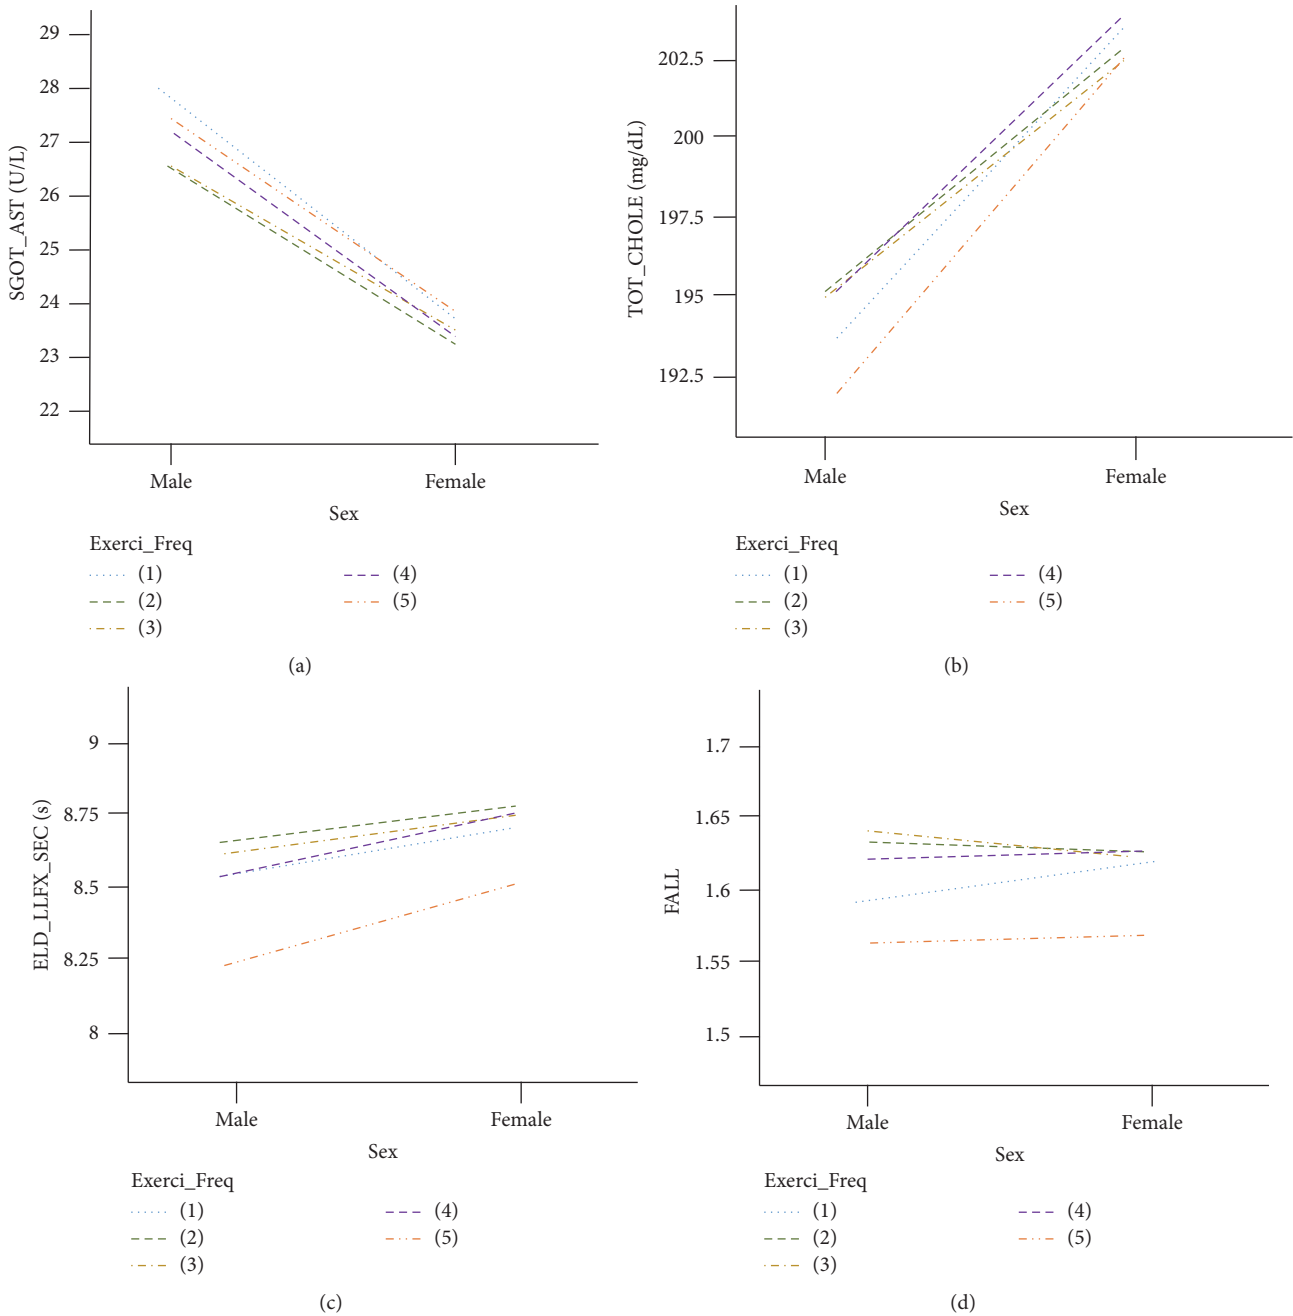 29
28
27
26
25
24
23
22
SGOT_AST (U/L)
Male
Female
Sex
Exerci_Freq
(1)
(2)
(3)
(4)
(5)
(a)
202.5
200
197.5
195
192.5
TOT_CHOLE (mg/dL)
Male
Female
Sex
Exerci_Freq
(1)
(2)
(3)
(4)
(5)
(b)
9
8.75
8.5
8.25
8
ELD_LLFX_SEC (s)
Male
Female
Sex
Exerci_Freq
(1)
(2)
(3)
(4)
(5)
(c)
1.7
1.65
1.6
1.55
1.5
FALL
Male
Female
Sex
Exerci_Freq
(1)
(2)
(3)
(4)
(5)
(d)